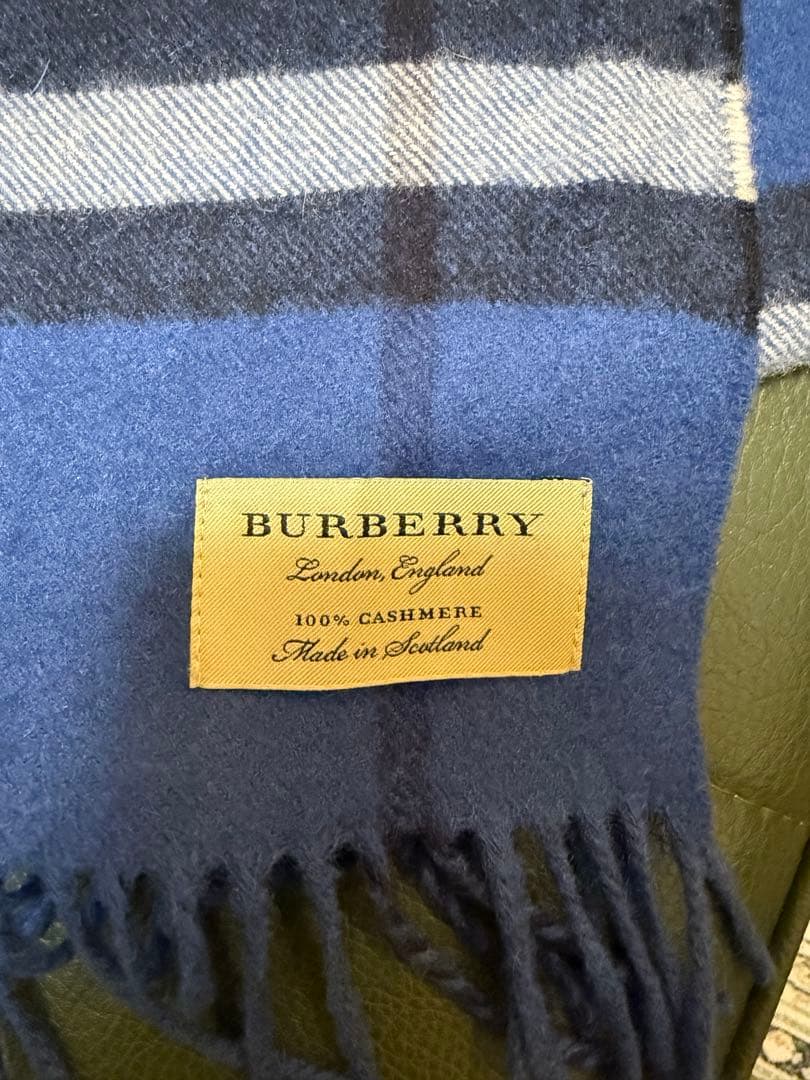 BURBERRY
London, England
100% CASHMERE
Made in Scotland